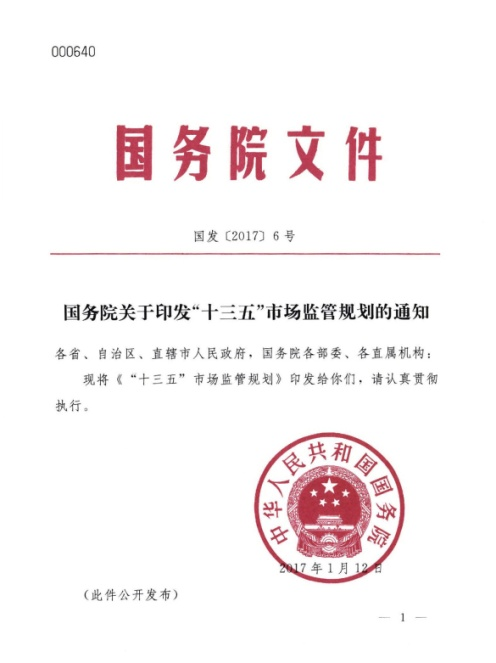 000640
国务院文件
国发〔2017〕6号
国务院关于印发“十三五”市场监管规划的通知
各省、自治区、直辖市人民政府，国务院各部委、各直属机构：
现将《“十三五”市场监管规划》印发给你们，请认真贯彻
执行。
中华人民共和国国务院
2017年1月12日
（此件公开发布）
— 1 —